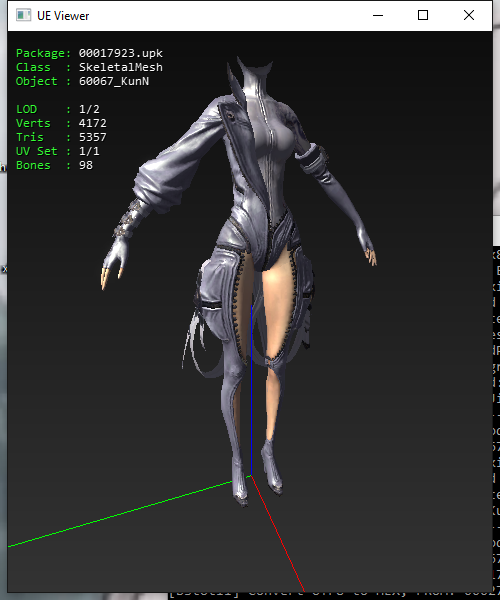 UE Viewer
Package: 00017923.upk
Class : SkeletalMesh
Object : 60067_KunN
LOD : 1/2
Verts : 4172
Tris : 5357
UV Set : 1/1
Bones : 98